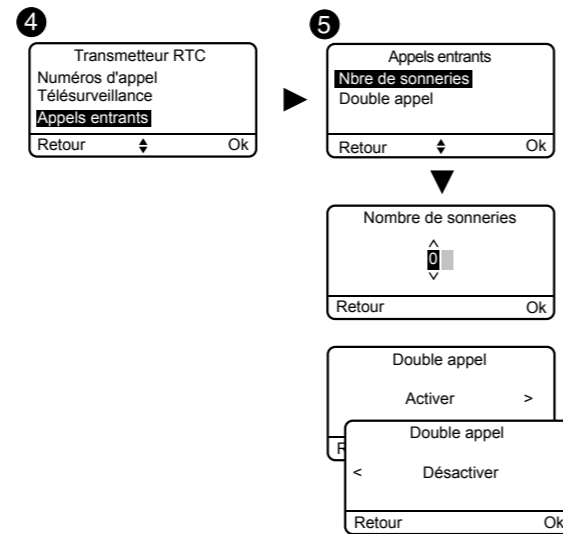 4
Transmetteur RTC
Numéros d'appel
Télésurveillance
Appels entrants
Retour Ok
5
Appels entrants
Nbre de sonneries
Double appel
Retour Ok
Nombre de sonneries
0
Retour Ok
Double appel
Activer >
R
Double appel
< Désactiver
Retour Ok